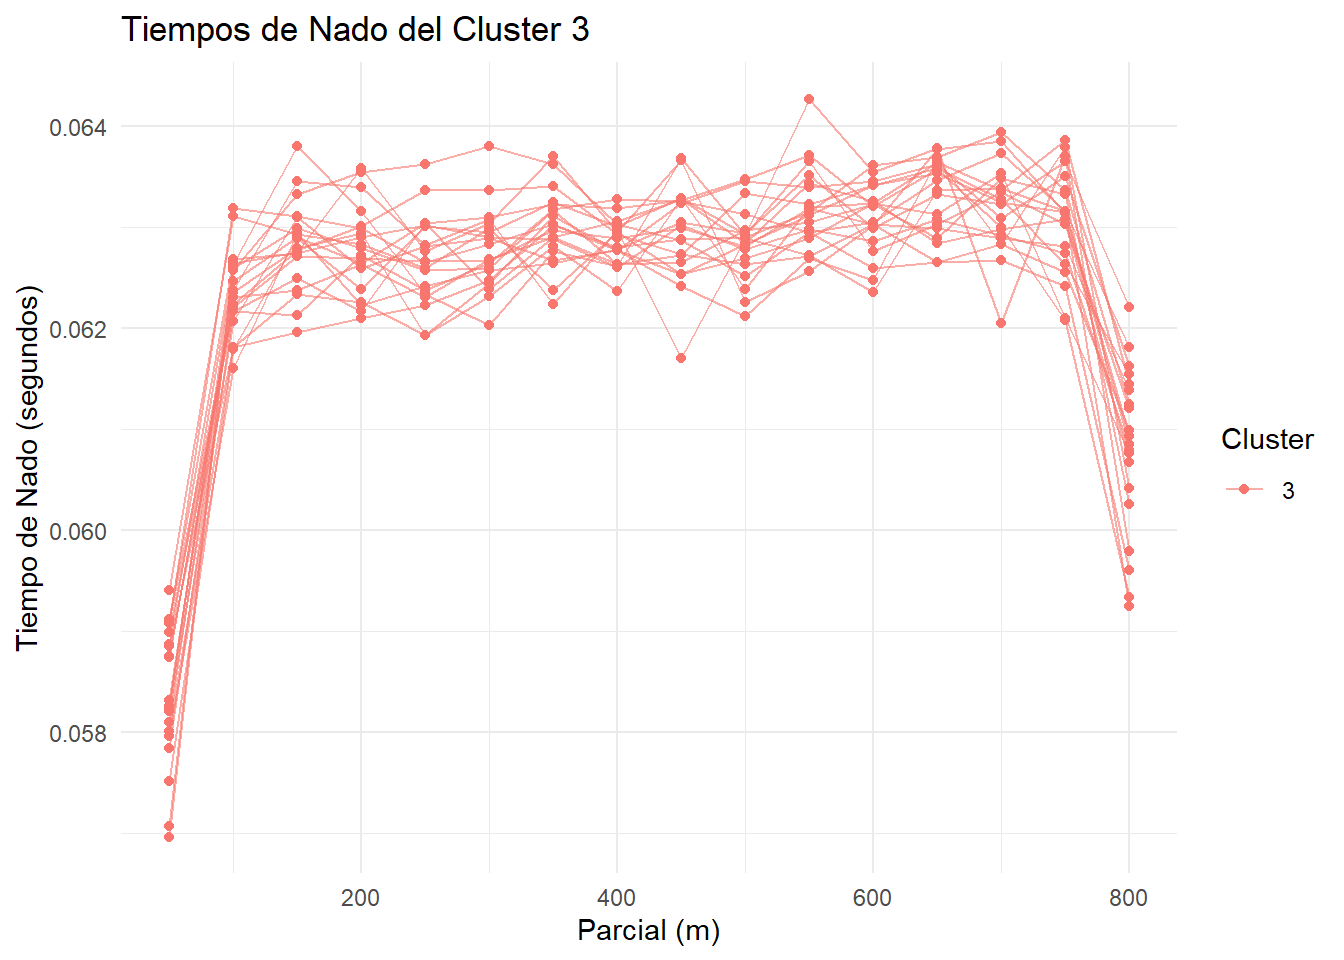 Tiempos de Nado del Cluster 3
0.064
0.062
0.060
0.058
Tiempo de Nado (segundos)
200
400
600
800
Parcial (m)
Cluster
3